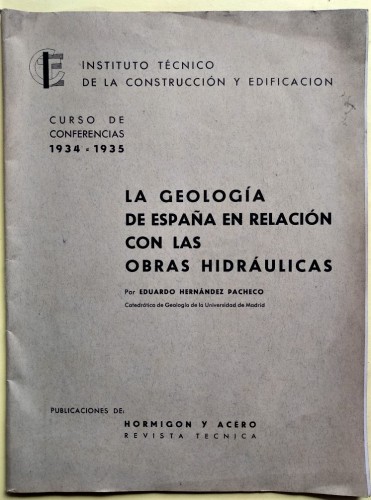 INSTITUTO TÉCNICO
DE LA CONSTRUCCIÓN Y EDIFICACION
CURSO DE
CONFERENCIAS
1934 - 1935
LA GEOLOGÍA
DE ESPAÑA EN RELACIÓN
CON LAS
OBRAS HIDRÁULICAS
Por EDUARDO HERNÁNDEZ PACHECO
Catedrático de Geología de la Universidad de Madrid
PUBLICACIONES DE:
HORMIGON Y ACERO
REVISTA TECNICA